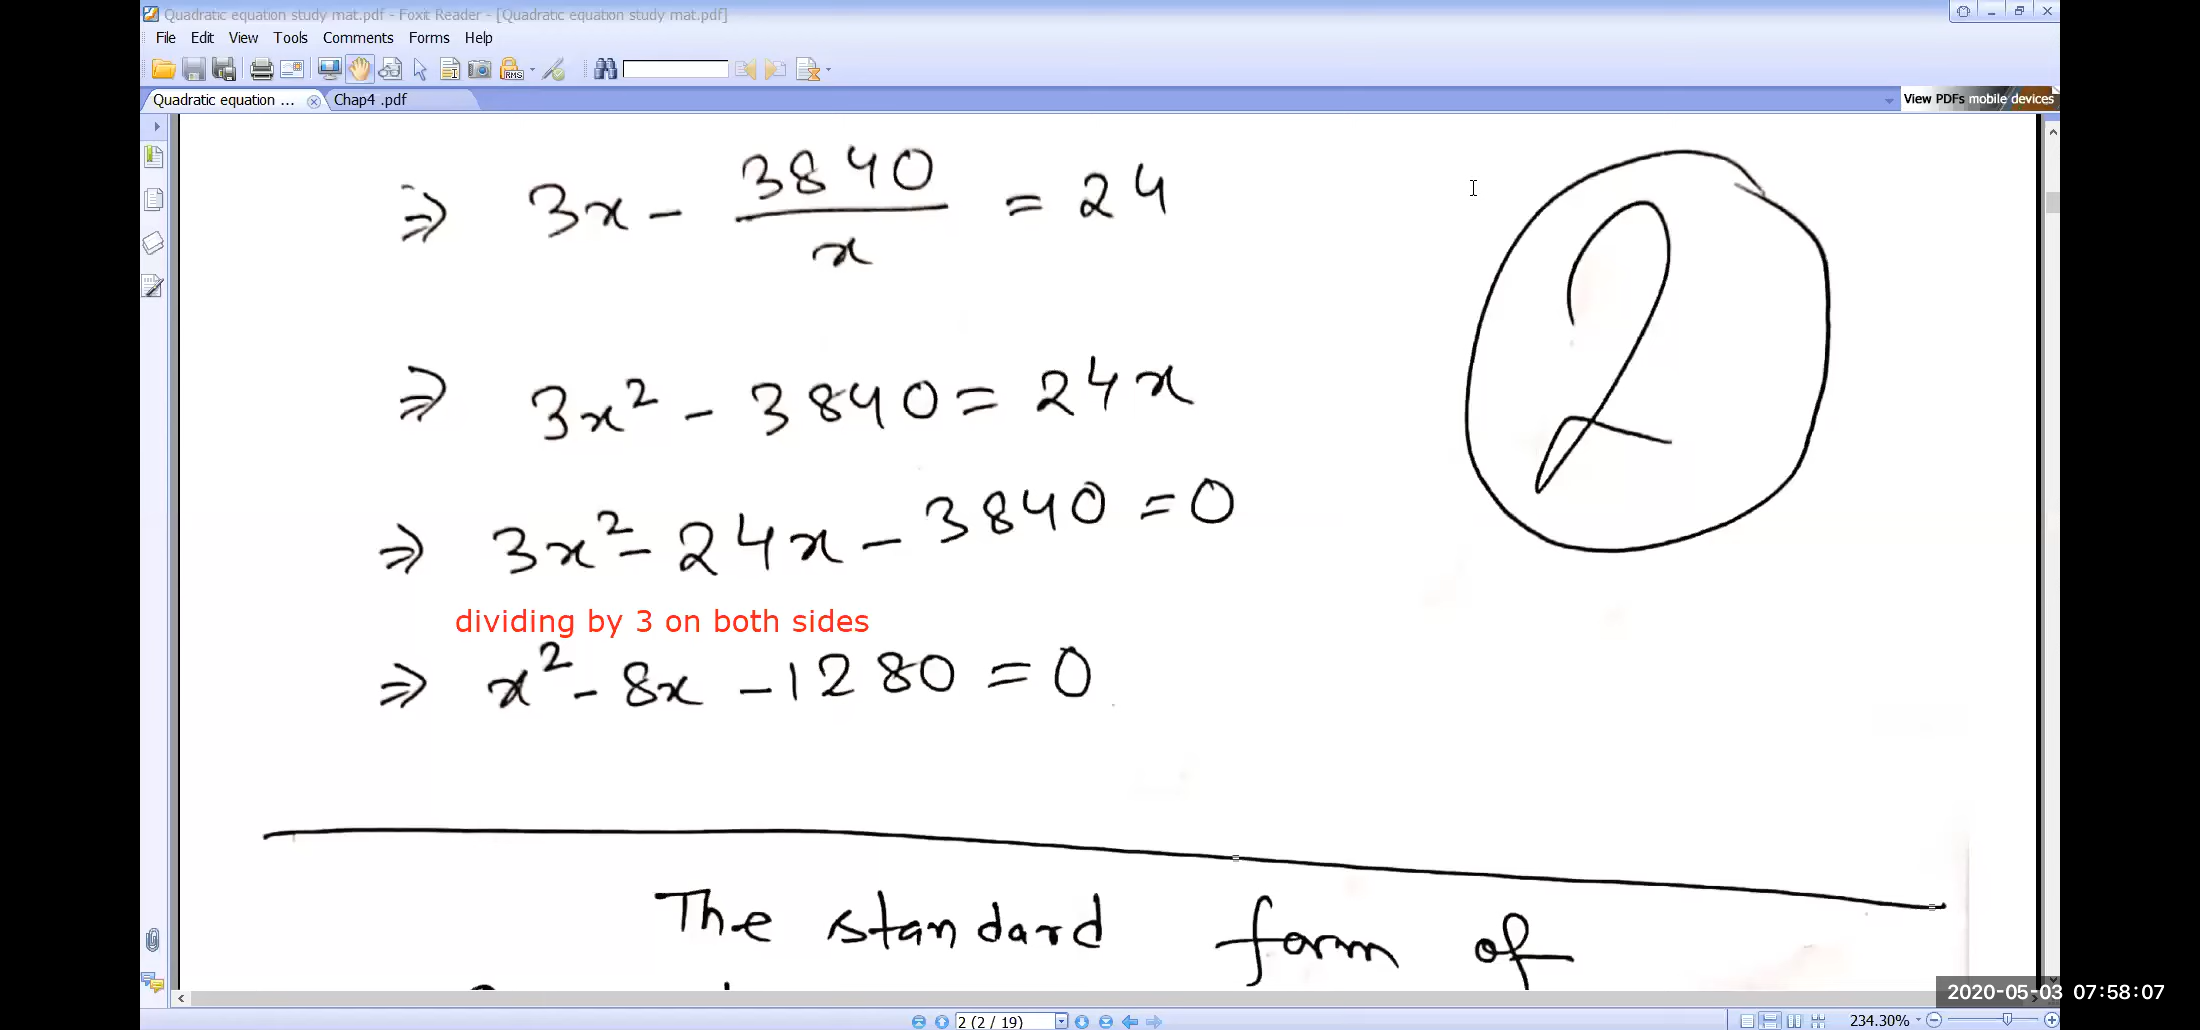 Quadratic equation study mat.pdf - Foxit Reader - [Quadratic equation study mat.pdf]
File Edit View Tools Comments Forms Help
RMS
Quadratic equation ... Chap4 .pdf
View PDFs mobile devices
⇒ 3x - 3840/x = 24
2
⇒ 3x² - 3840 = 24x
⇒ 3x² - 24x - 3840 = 0
dividing by 3 on both sides
⇒ x² - 8x - 1280 = 0
The standard form of
2020-05-03 07:58:07
2 (2 / 19)
234.30%